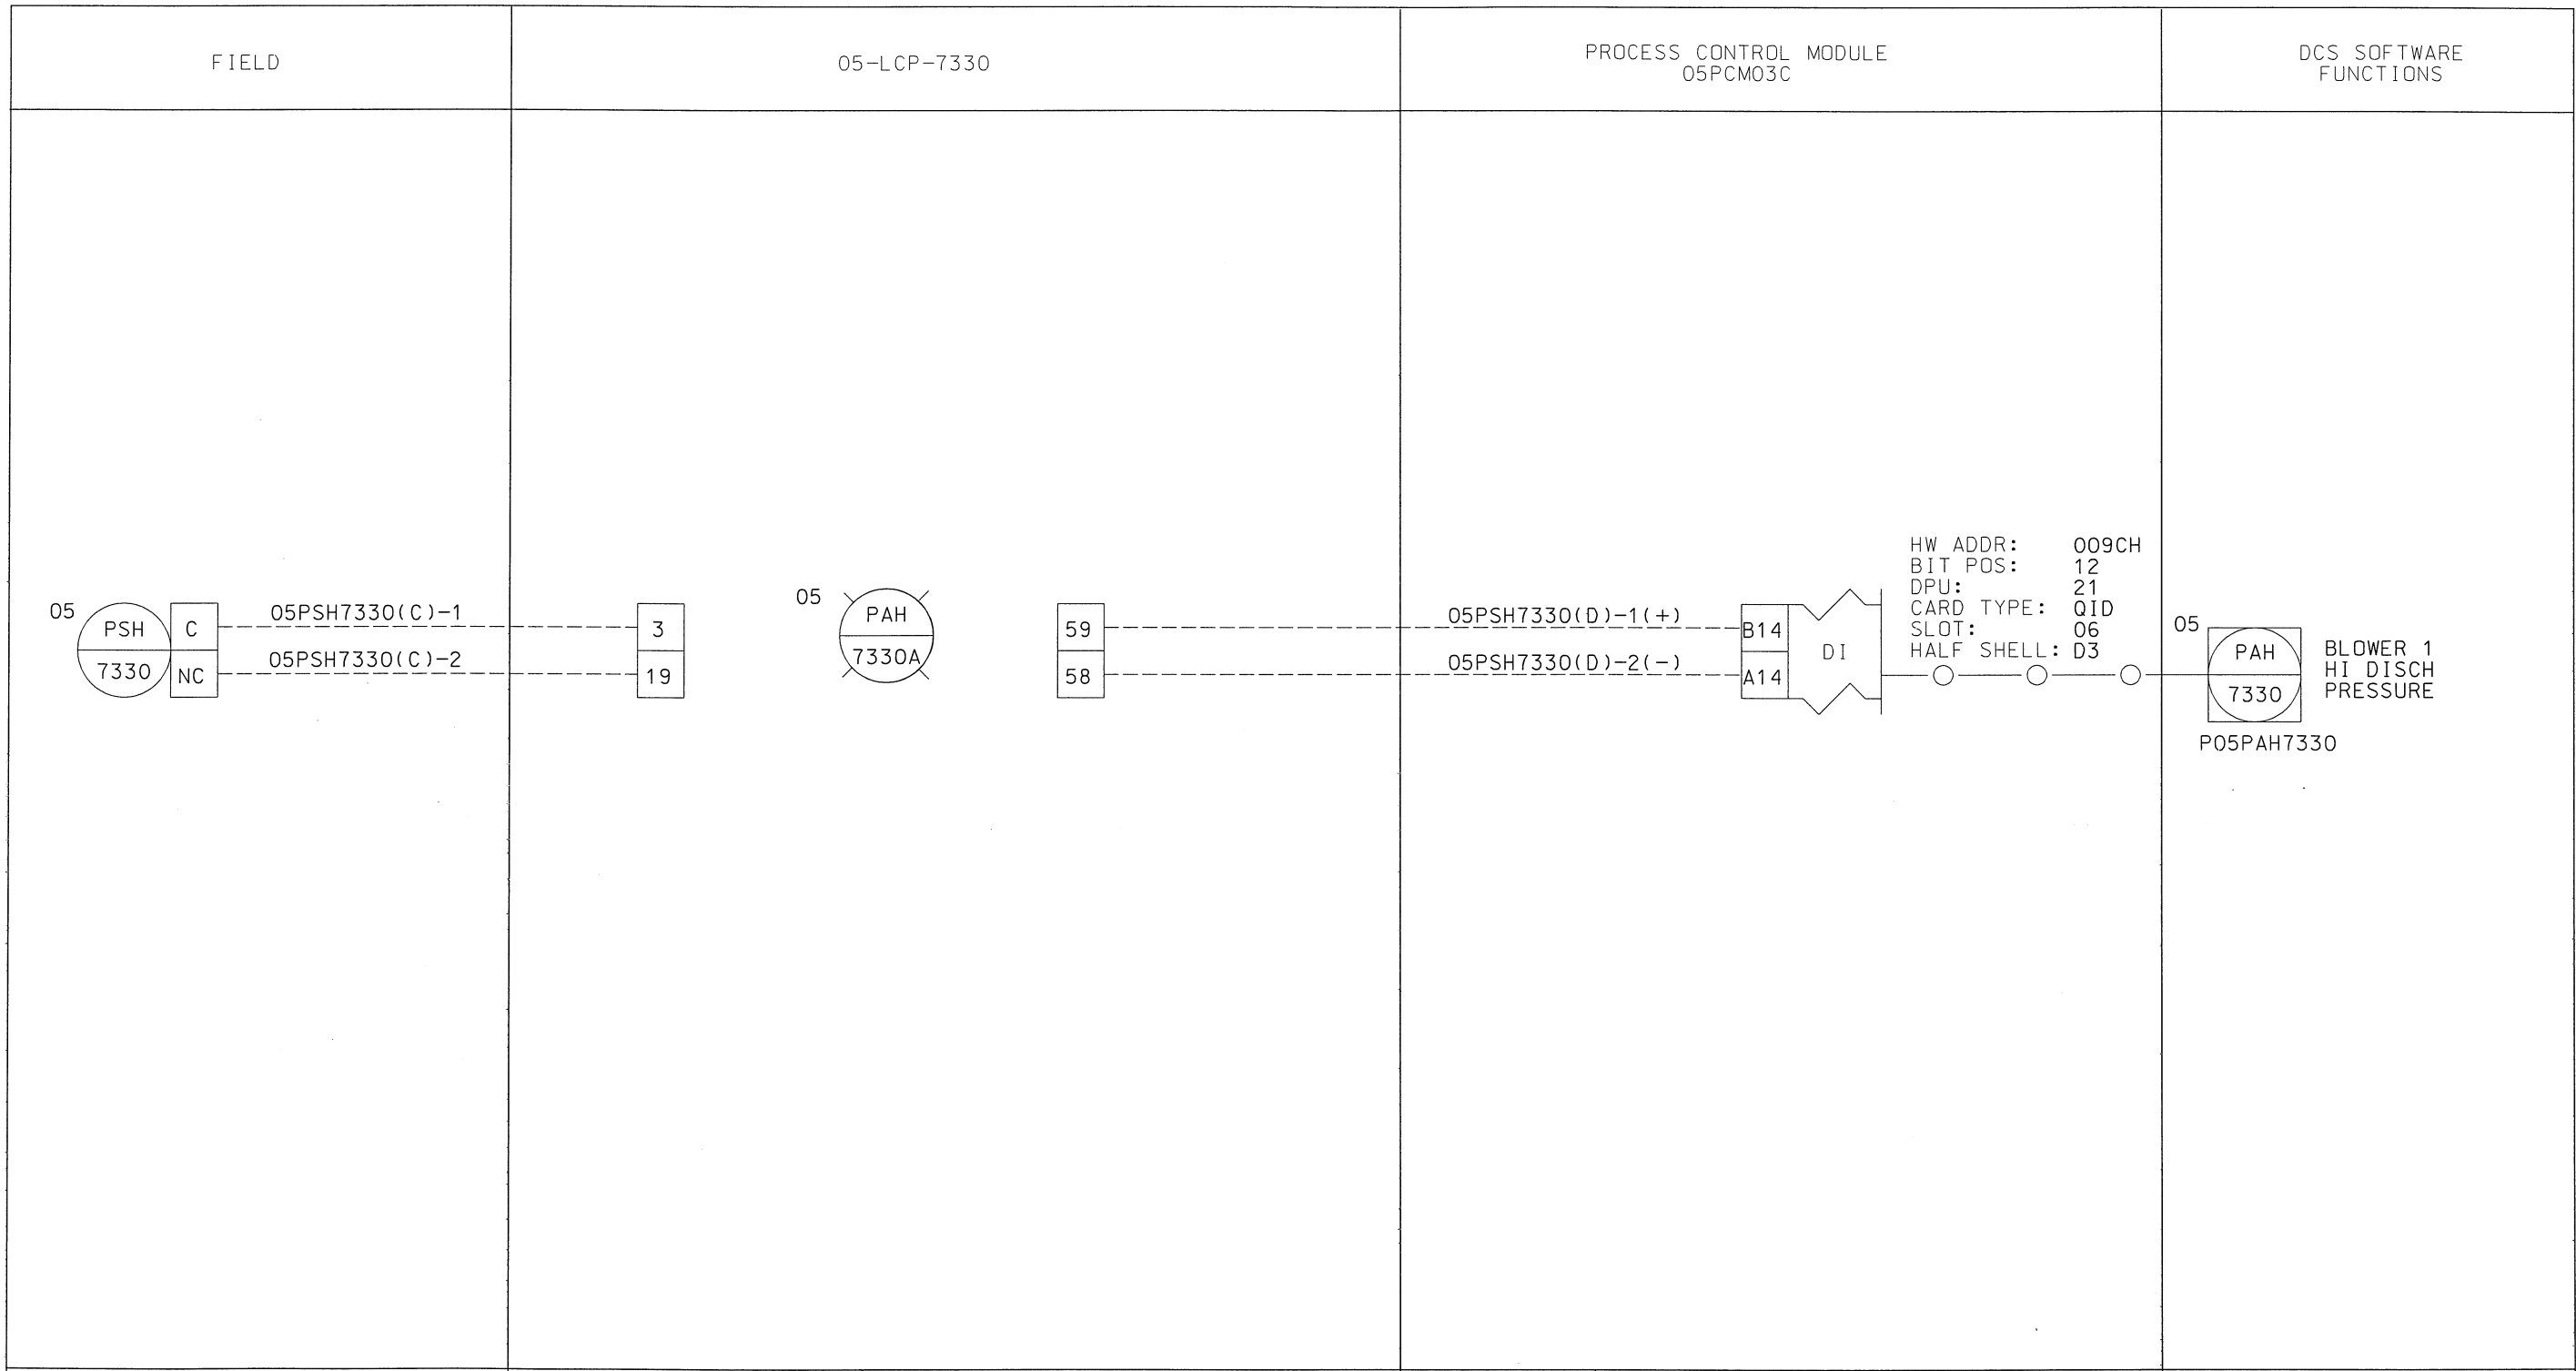 FIELD
05-LCP-7330
PROCESS CONTROL MODULE
05PCM03C
DCS SOFTWARE
FUNCTIONS
05
PSH
7330
C
NC
05PSH7330(C)-1
05PSH7330(C)-2
3
19
05
PAH
7330A
59
58
05PSH7330(D)-1(+)
05PSH7330(D)-2(-)
B14
A14
DI
HW ADDR: 009CH
BIT POS: 12
DPU: 21
CARD TYPE: QID
SLOT: 06
HALF SHELL: D3
05
PAH
7330
P05PAH7330
BLOWER 1
HI DISCH
PRESSURE